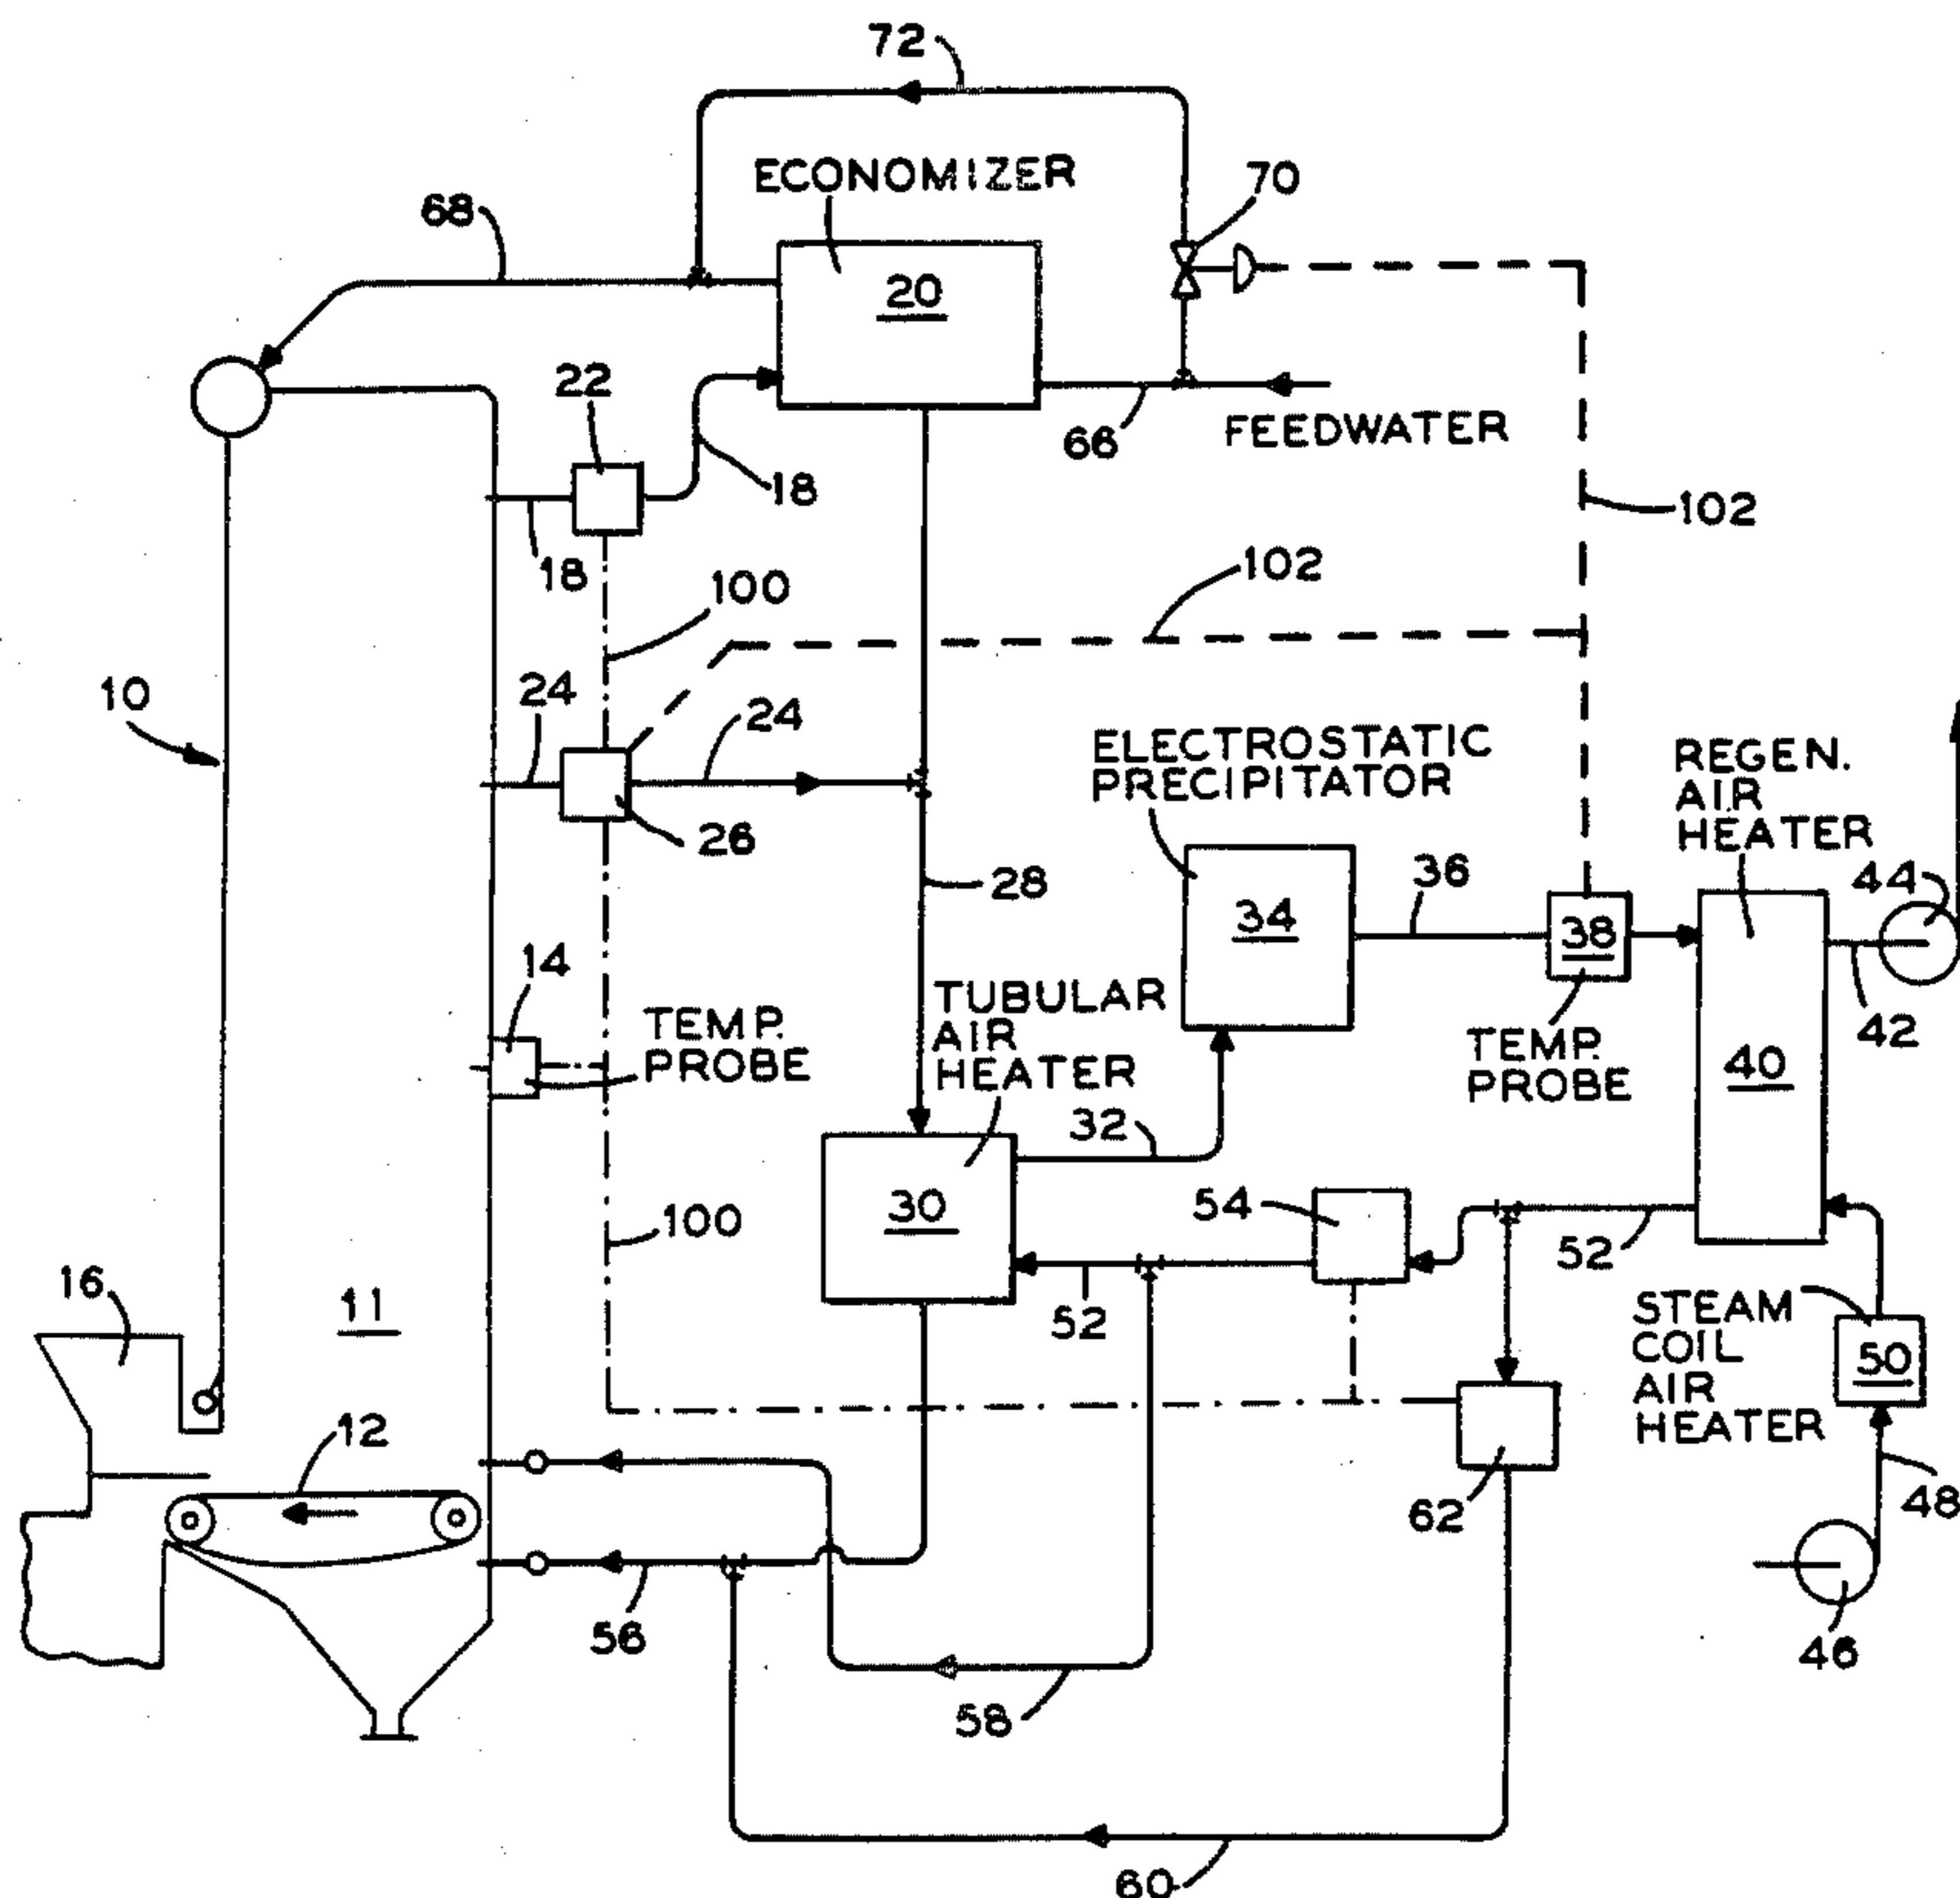 72
ECONOMIZER
70
68
20
22
66
FEEDWATER
18
18
102
100
102
10
24
24
ELECTROSTATIC
PRECIPITATOR
REGEN.
AIR
HEATER
26
28
36
44
34
38
14
TEMP.
PROBE
TUBULAR
AIR
HEATER
TEMP.
PROBE
42
40
32
30
54
100
52
16
11
52
STEAM
COIL
AIR
HEATER
50
12
62
48
56
46
58
60